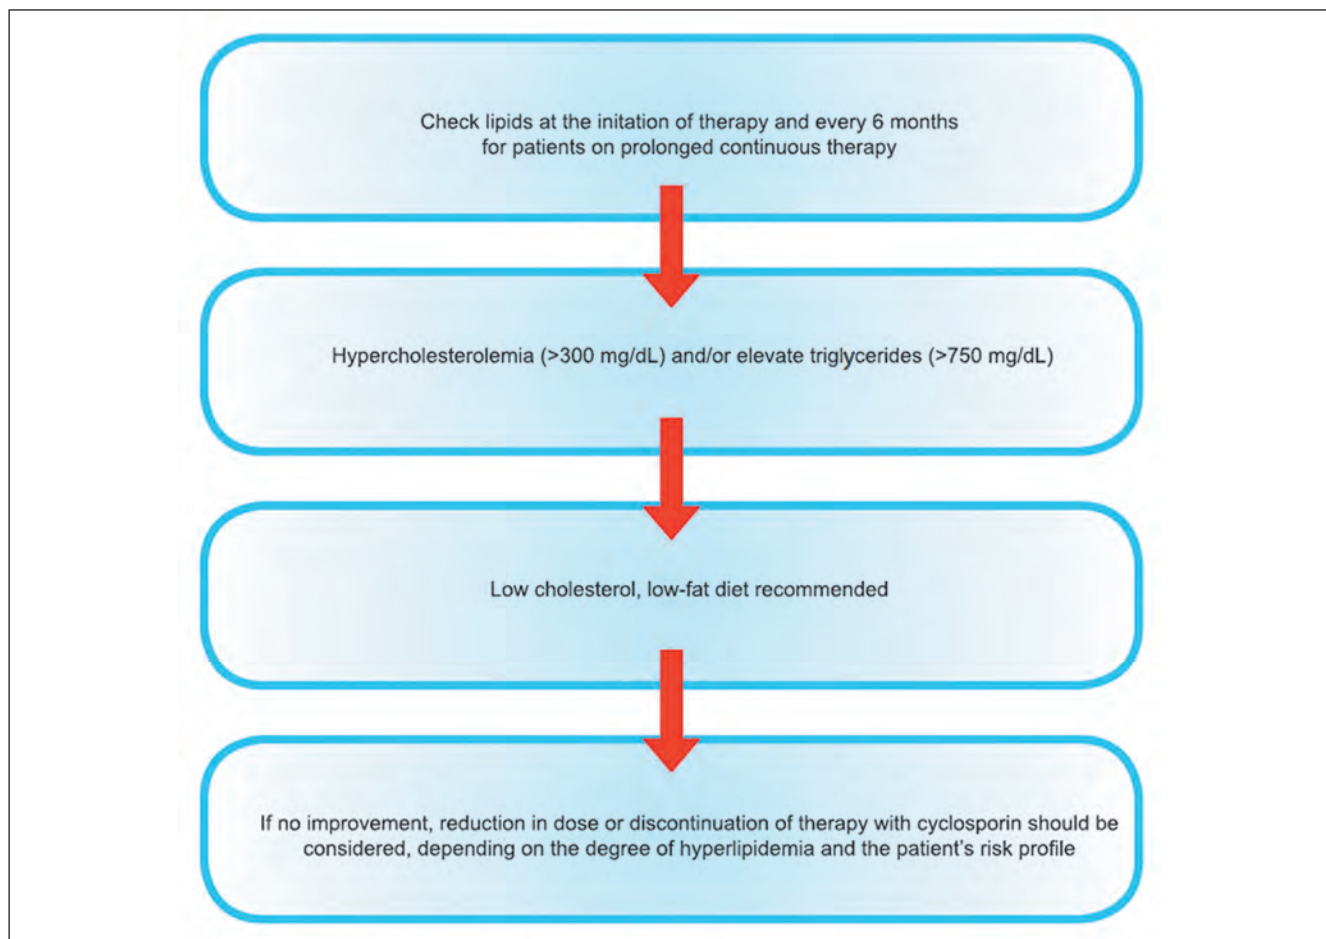 Check lipids at the initation of therapy and every 6 months
for patients on prolonged continuous therapy
Hypercholesterolemia (>300 mg/dL) and/or elevate triglycerides (>750 mg/dL)
Low cholesterol, low-fat diet recommended
If no improvement, reduction in dose or discontinuation of therapy with cyclosporin should be
considered, depending on the degree of hyperlipidemia and the patient's risk profile